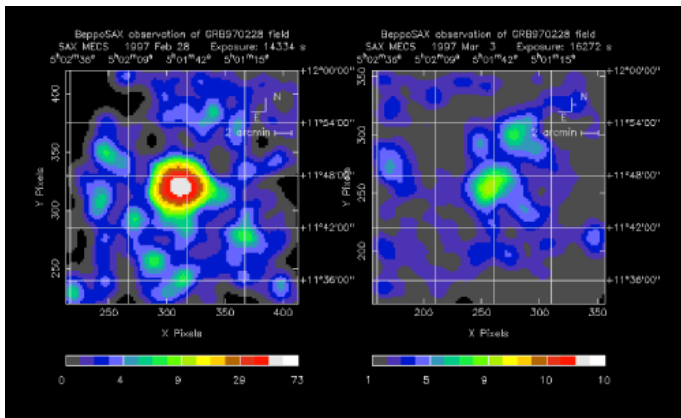 BeppoSAX observation of GRB970228 field
SAX MECS 1997 Feb 28 Exposure: 14334 s
5ʰ02ᵐ36ˢ 5ʰ02ᵐ09ˢ 5ʰ01ᵐ42ˢ 5ʰ01ᵐ15ˢ
+12°00'00"
+11°54'00"
+11°48'00"
+11°42'00"
+11°36'00"
N
E
2 arcmin
400
350
300
250
Y Pixels
250 300 350 400
X Pixels
0 4 9 29 73
BeppoSAX observation of GRB970228 field
SAX MECS 1997 Mar 3 Exposure: 16272 s
5ʰ02ᵐ36ˢ 5ʰ02ᵐ09ˢ 5ʰ01ᵐ42ˢ 5ʰ01ᵐ15ˢ
+12°00'00"
+11°54'00"
+11°48'00"
+11°42'00"
+11°36'00"
N
E
2 arcmin
350
300
250
200
Y Pixels
200 250 300 350
X Pixels
1 5 9 10 10